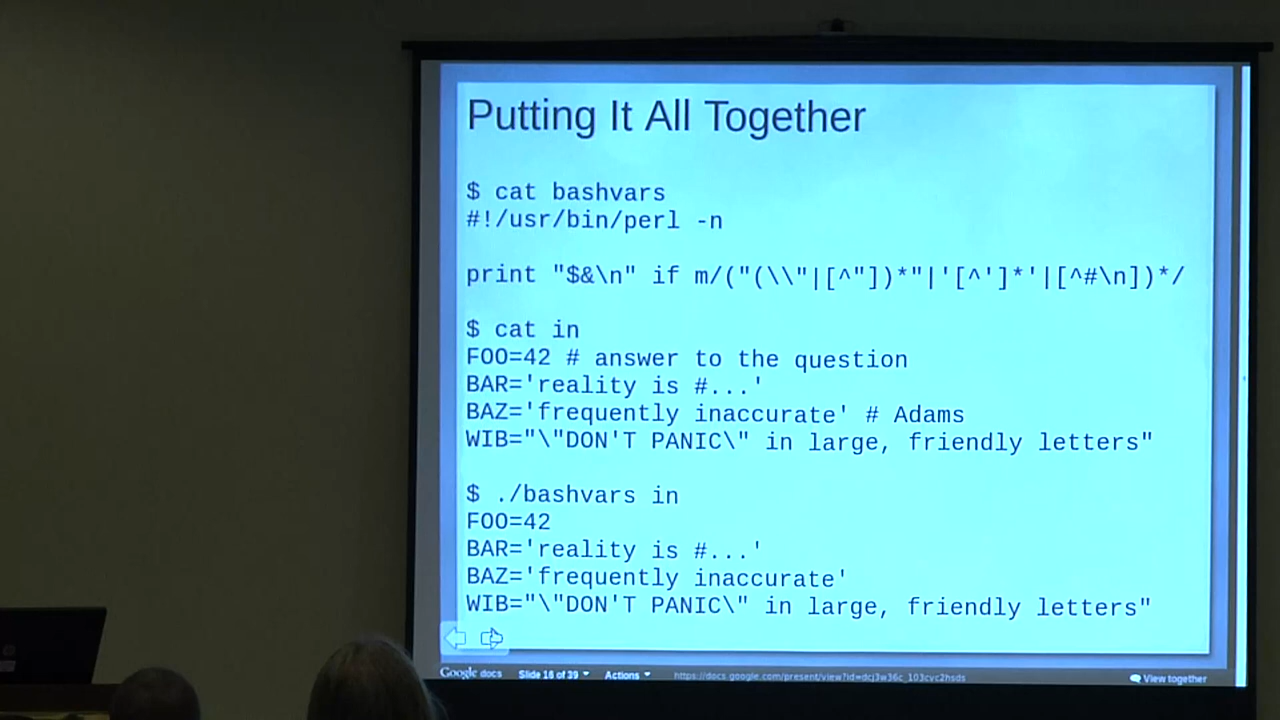 Putting It All Together
$ cat bashvars
#!/usr/bin/perl -n
print "$&\n" if m/("(\\"|[^"])*"|'[^']*'|[^#\n])*/
$ cat in
FOO=42 # answer to the question
BAR='reality is #...'
BAZ='frequently inaccurate' # Adams
WIB="\"DON'T PANIC\" in large, friendly letters"
$ ./bashvars in
FOO=42
BAR='reality is #...'
BAZ='frequently inaccurate'
WIB="\"DON'T PANIC\" in large, friendly letters"
Google docs Slide 16 of 39 Actions View together